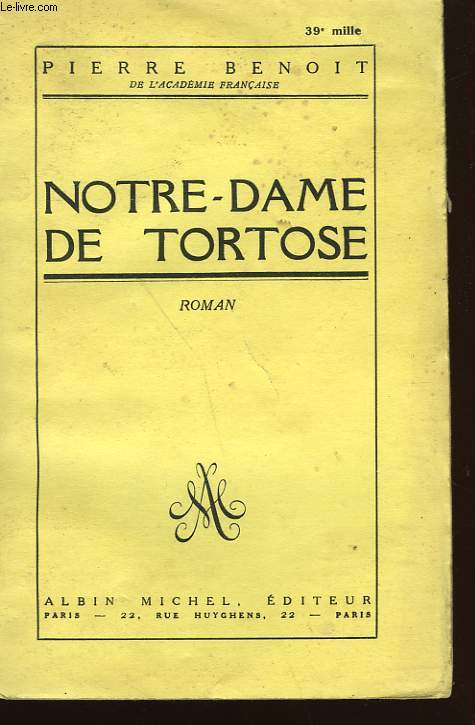 Le-livre.com
39e mille
PIERRE BENOIT
DE L'ACADÉMIE FRANÇAISE
NOTRE-DAME
DE TORTOSE
ROMAN
AM
ALBIN MICHEL, ÉDITEUR
PARIS — 22, RUE HUYGHENS, 22 — PARIS